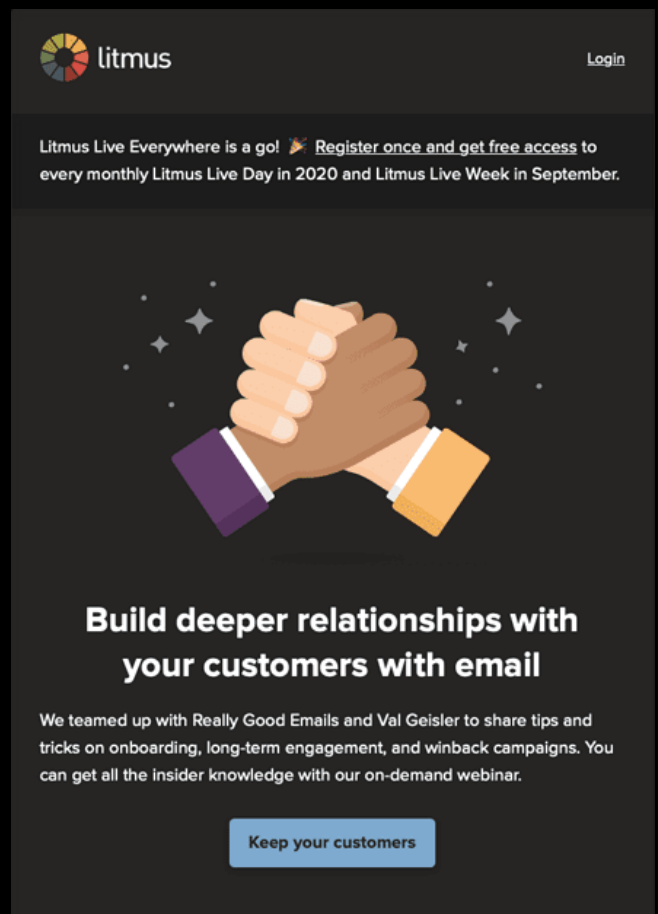 litmus
Login
Litmus Live Everywhere is a go! 🎉 Register once and get free access to
every monthly Litmus Live Day in 2020 and Litmus Live Week in September.
Build deeper relationships with
your customers with email
We teamed up with Really Good Emails and Val Geisler to share tips and
tricks on onboarding, long-term engagement, and winback campaigns. You
can get all the insider knowledge with our on-demand webinar.
Keep your customers